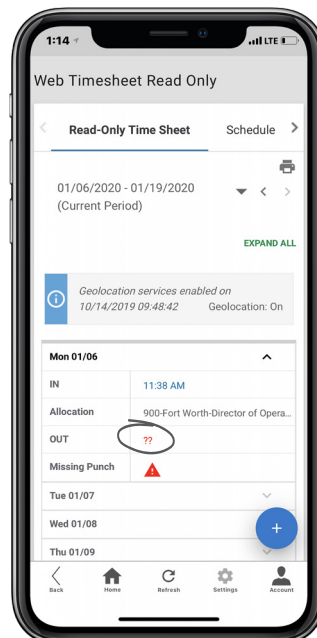 1:14 LTE
Web Timesheet Read Only
Read-Only Time Sheet Schedule
01/06/2020 - 01/19/2020
(Current Period)
EXPAND ALL
Geolocation services enabled on
10/14/2019 09:48:42 Geolocation: On
Mon 01/06
IN 11:38 AM
Allocation 900-Fort Worth-Director of Opera...
OUT ??
Missing Punch
Tue 01/07
Wed 01/08
+
Thu 01/09
Back Home Refresh Settings Account